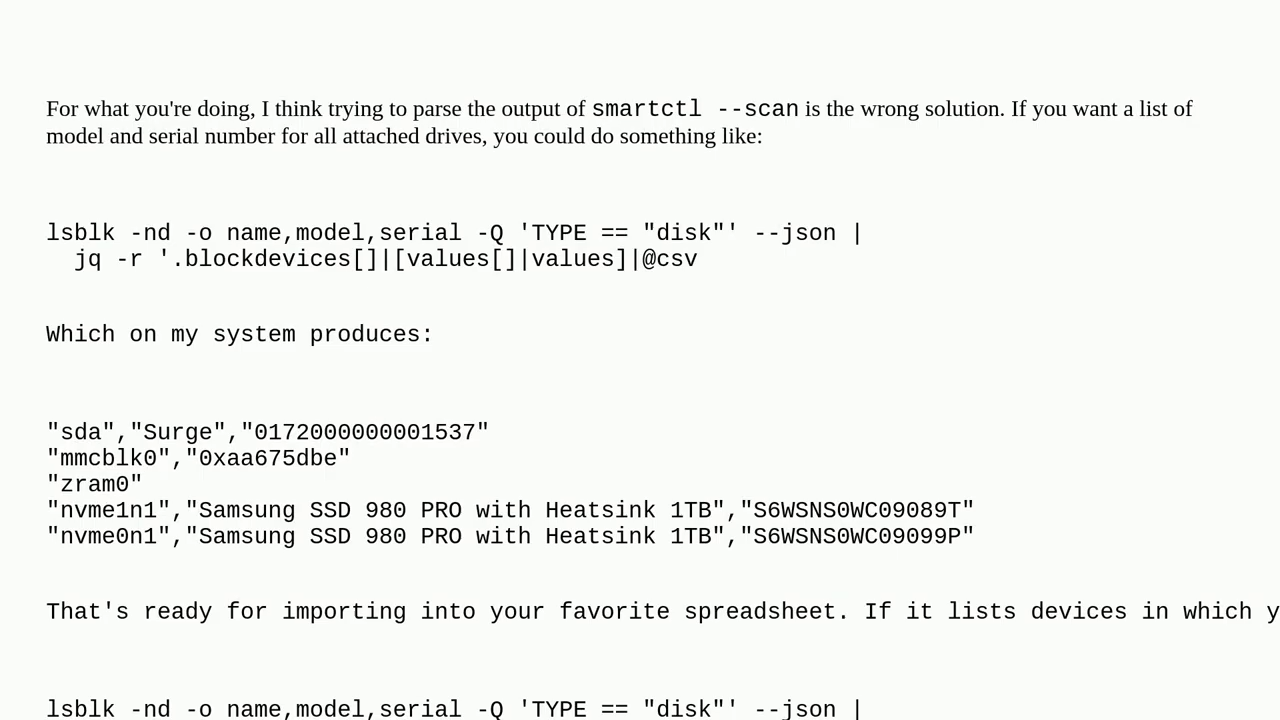 For what you're doing, I think trying to parse the output of smartctl --scan is the wrong solution. If you want a list of
model and serial number for all attached drives, you could do something like:
lsblk -nd -o name,model,serial -Q 'TYPE == "disk"' --json |
  jq -r '.blockdevices[]|[values[]|values]|@csv
Which on my system produces:
"sda","Surge","0172000000001537"
"mmcblk0","0xaa675dbe"
"zram0"
"nvme1n1","Samsung SSD 980 PRO with Heatsink 1TB","S6WSNS0WC09089T"
"nvme0n1","Samsung SSD 980 PRO with Heatsink 1TB","S6WSNS0WC09099P"
That's ready for importing into your favorite spreadsheet. If it lists devices in which y
lsblk -nd -o name,model,serial -Q 'TYPE == "disk"' --json |